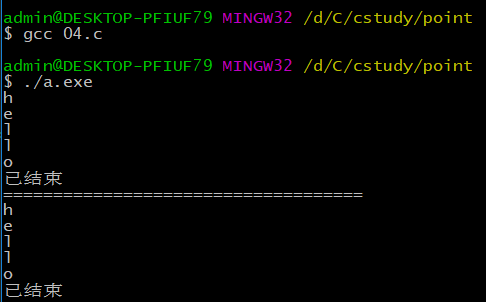 admin@DESKTOP-PFIUF79 MINGW32 /d/C/cstudy/point
$ gcc 04.c
admin@DESKTOP-PFIUF79 MINGW32 /d/C/cstudy/point
$ ./a.exe
h
e
l
l
o
已结束
====================================
h
e
l
l
o
已结束